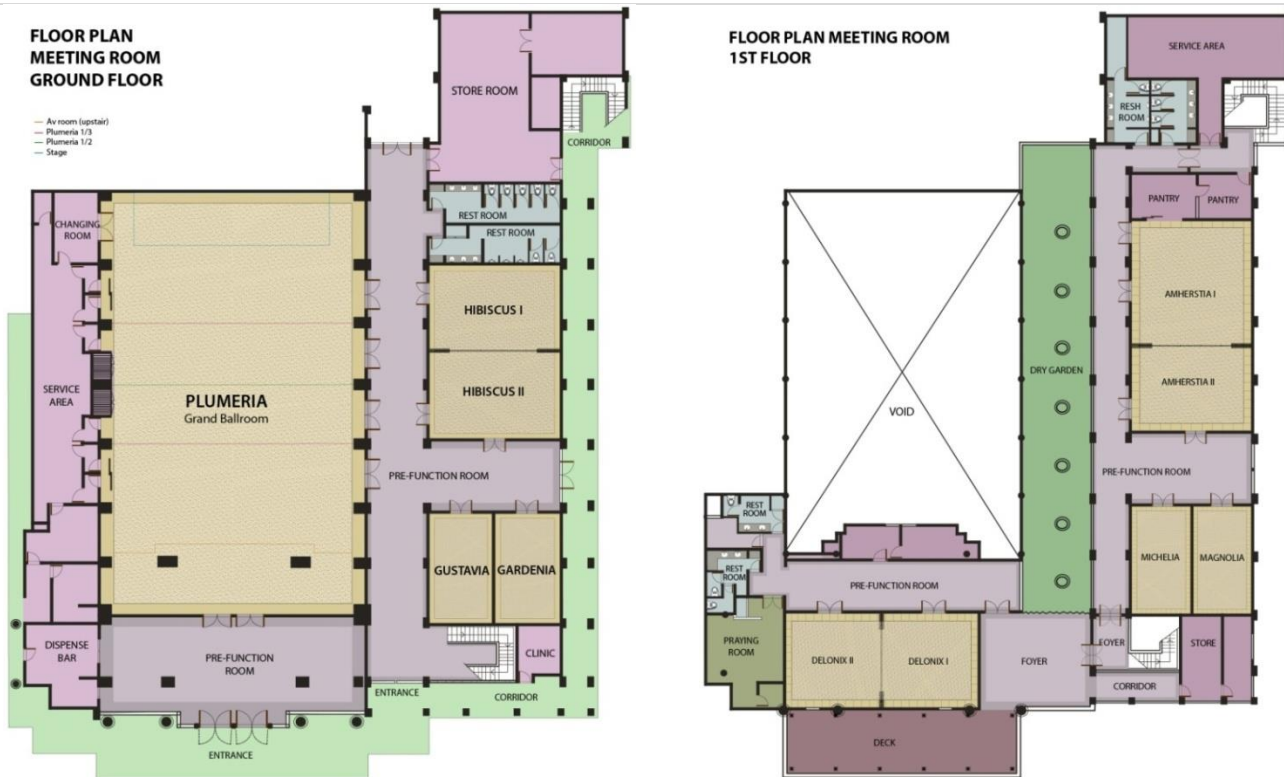 FLOOR PLAN
MEETING ROOM
GROUND FLOOR
Av room (upstair)
Plumeria 1/3
Plumeria 1/2
Stage
STORE ROOM
CORRIDOR
CHANGING
ROOM
REST ROOM
REST ROOM
HIBISCUS I
HIBISCUS II
SERVICE
AREA
PLUMERIA
Grand Ballroom
PRE-FUNCTION ROOM
GUSTAVIA
GARDENIA
DISPENSE
BAR
PRE-FUNCTION
ROOM
CLINIC
ENTRANCE
CORRIDOR
ENTRANCE
FLOOR PLAN MEETING ROOM
1ST FLOOR
SERVICE AREA
RESH
ROOM
PANTRY
PANTRY
AMHERSTIA I
DRY GARDEN
AMHERSTIA II
VOID
PRE-FUNCTION ROOM
REST
ROOM
MICHELIA
MAGNOLIA
REST
ROOM
PRE-FUNCTION ROOM
PRAYING
ROOM
DELONIX II
DELONIX I
FOYER
FOYER
STORE
CORRIDOR
DECK